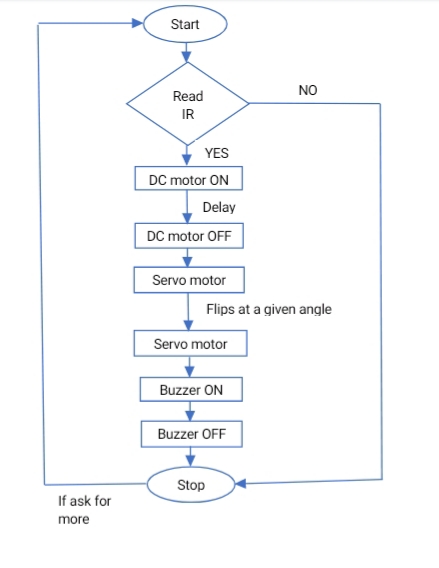 Start
Read
IR
NO
YES
DC motor ON
Delay
DC motor OFF
Servo motor
Flips at a given angle
Servo motor
Buzzer ON
Buzzer OFF
Stop
If ask for
more